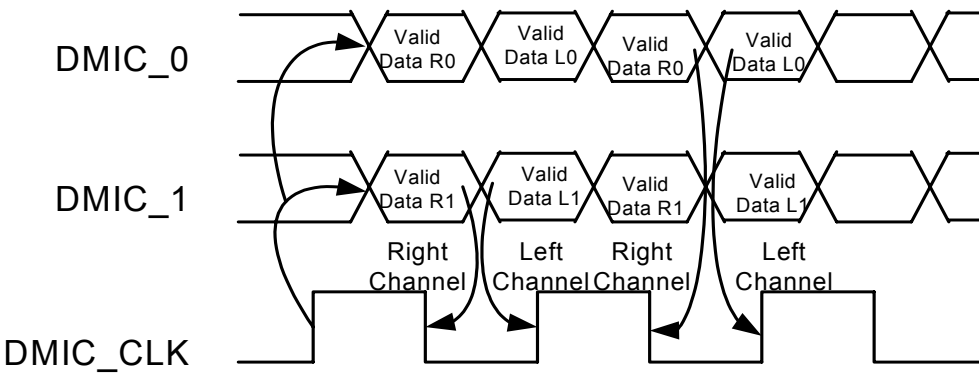 DMIC_0
Valid
Data R0
Valid
Data L0
Valid
Data R0
Valid
Data L0
DMIC_1
Valid
Data R1
Valid
Data L1
Valid
Data R1
Valid
Data L1
Right
Channel
Left
Channel
Right
Channel
Left
Channel
DMIC_CLK